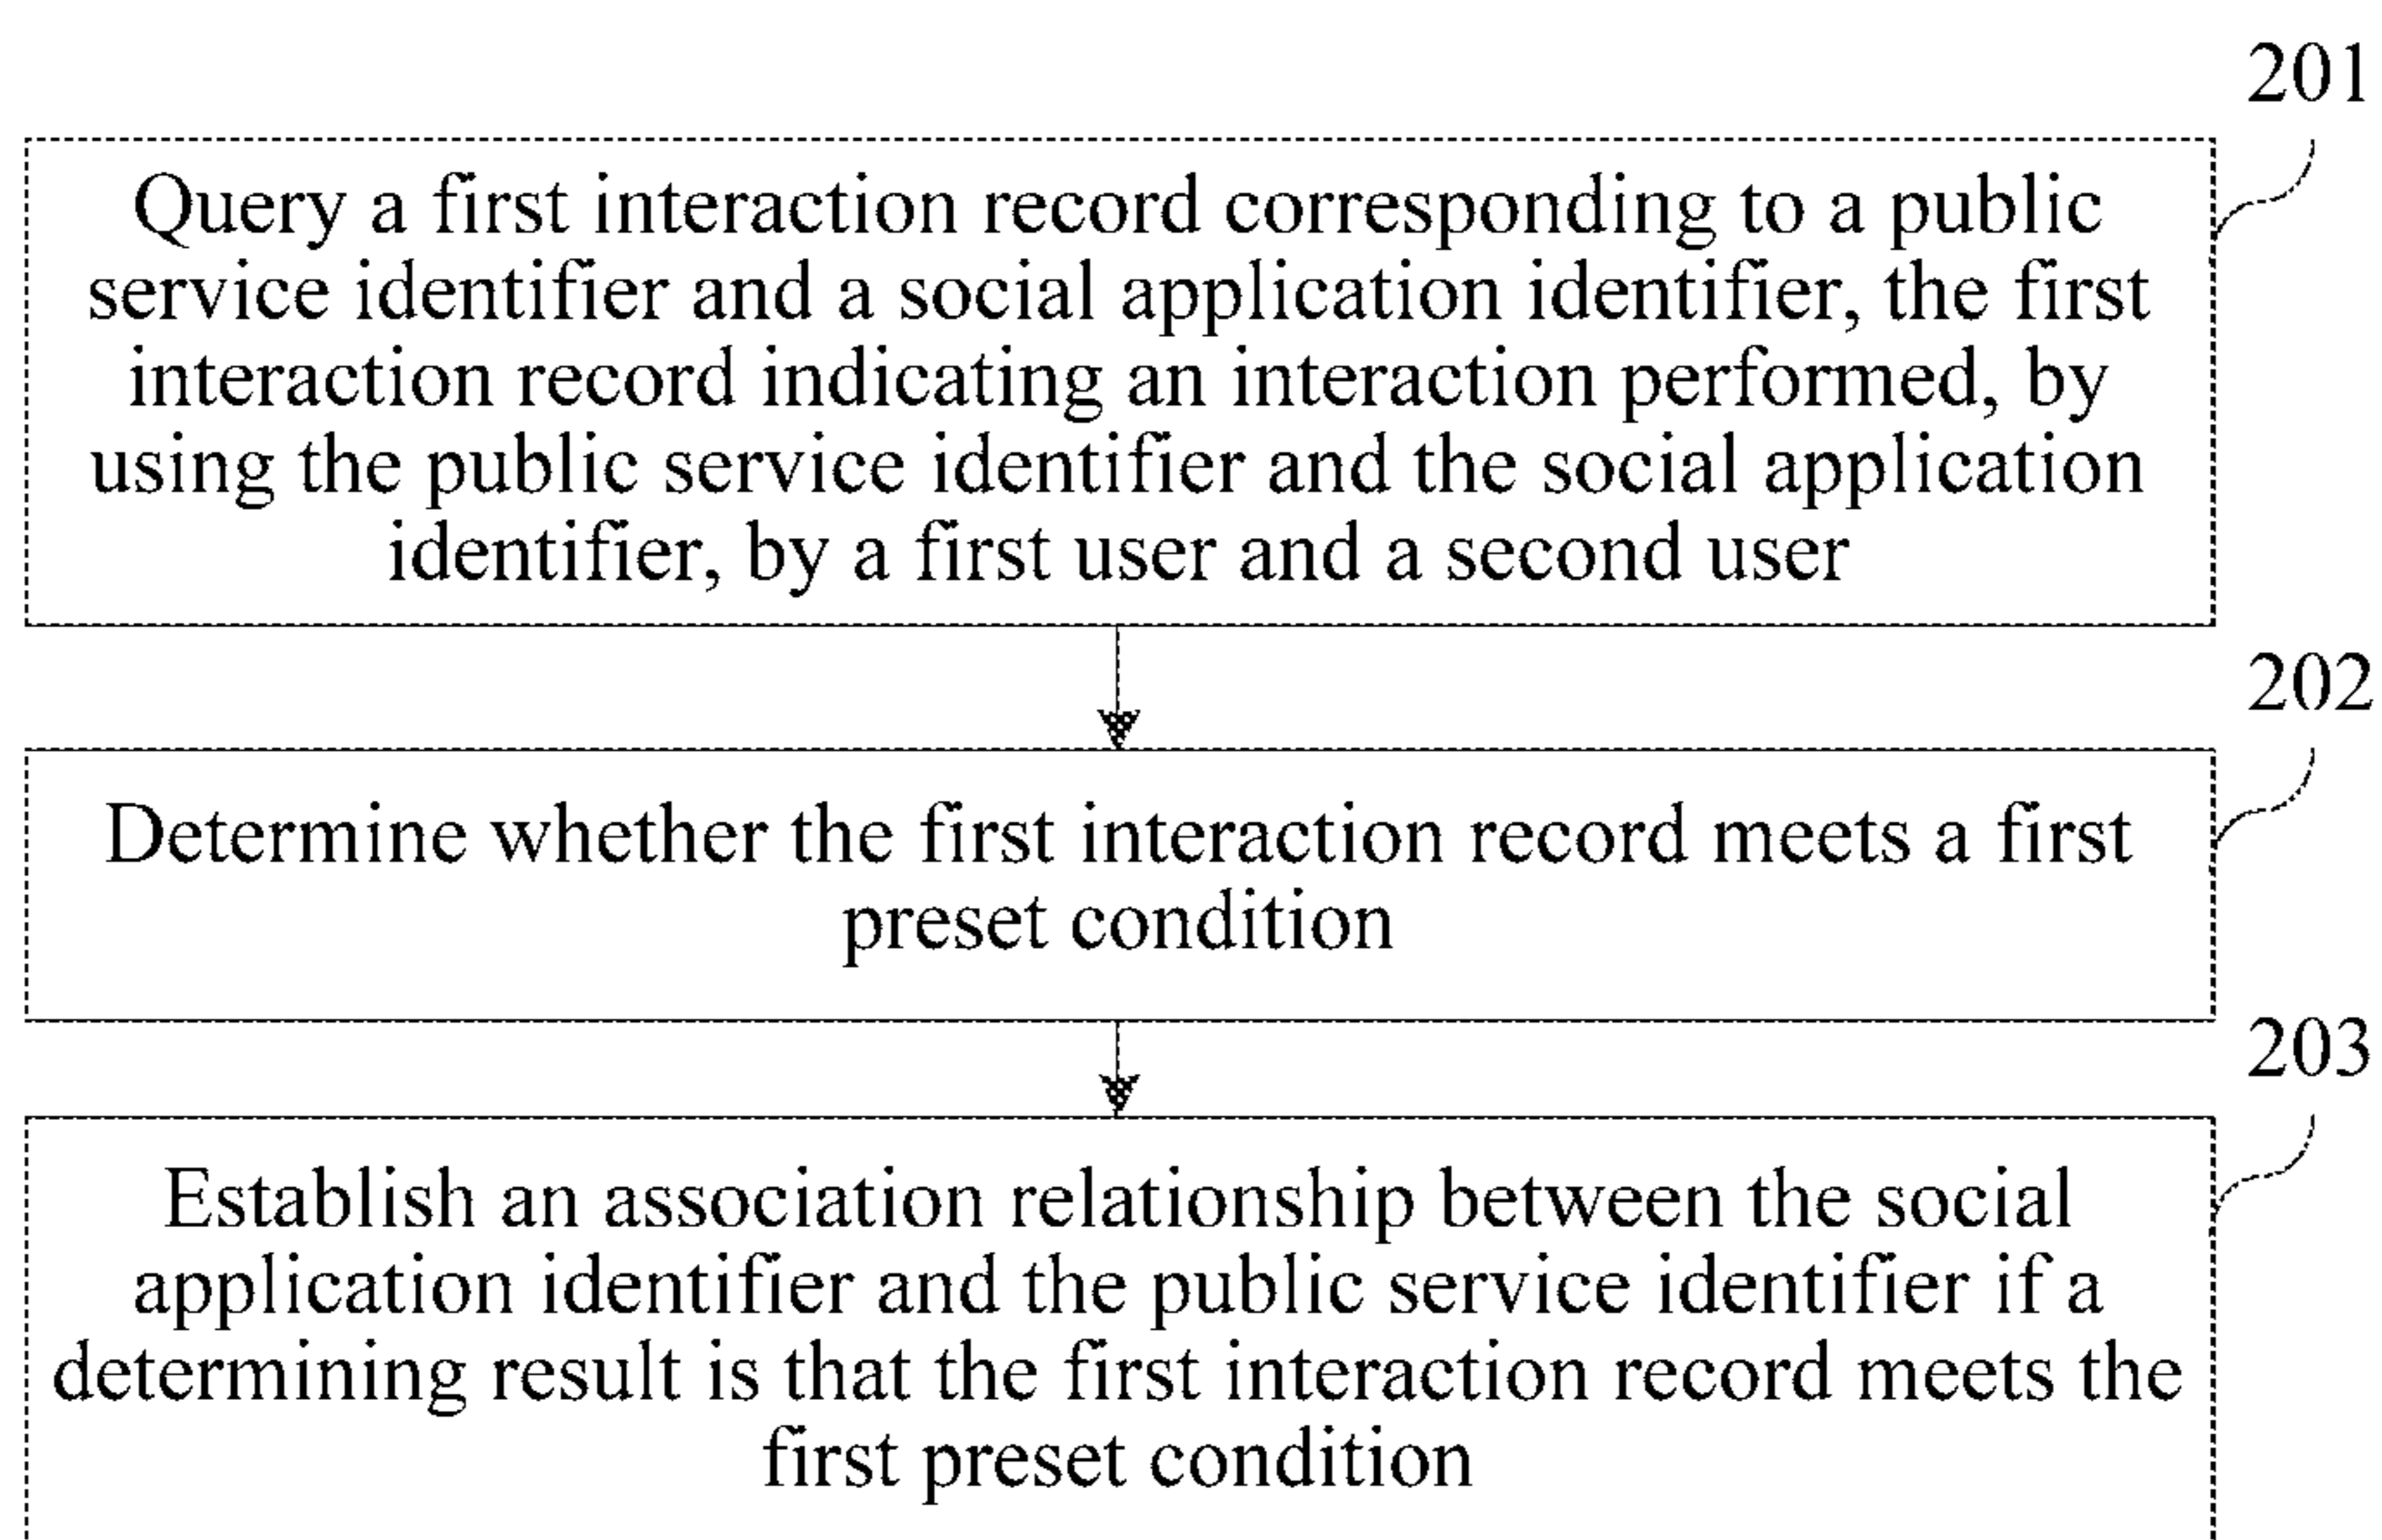 201
Query a first interaction record corresponding to a public
service identifier and a social application identifier, the first
interaction record indicating an interaction performed, by
using the public service identifier and the social application
identifier, by a first user and a second user
202
Determine whether the first interaction record meets a first
preset condition
203
Establish an association relationship between the social
application identifier and the public service identifier if a
determining result is that the first interaction record meets the
first preset condition